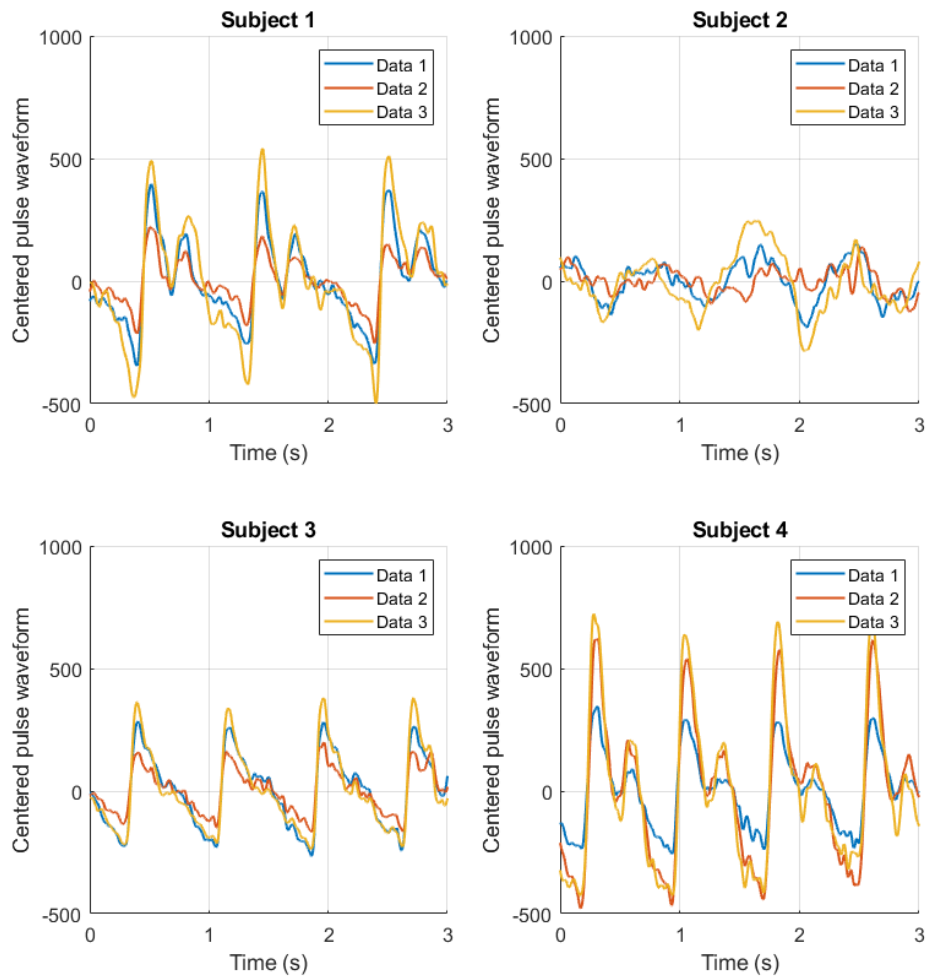 Subject 1
Centered pulse waveform
1000
500
0
-500
0 1 2 3
Time (s)
Data 1
Data 2
Data 3
Subject 2
Centered pulse waveform
1000
500
0
-500
0 1 2 3
Time (s)
Data 1
Data 2
Data 3
Subject 3
Centered pulse waveform
1000
500
0
-500
0 1 2 3
Time (s)
Data 1
Data 2
Data 3
Subject 4
Centered pulse waveform
1000
500
0
-500
0 1 2 3
Time (s)
Data 1
Data 2
Data 3